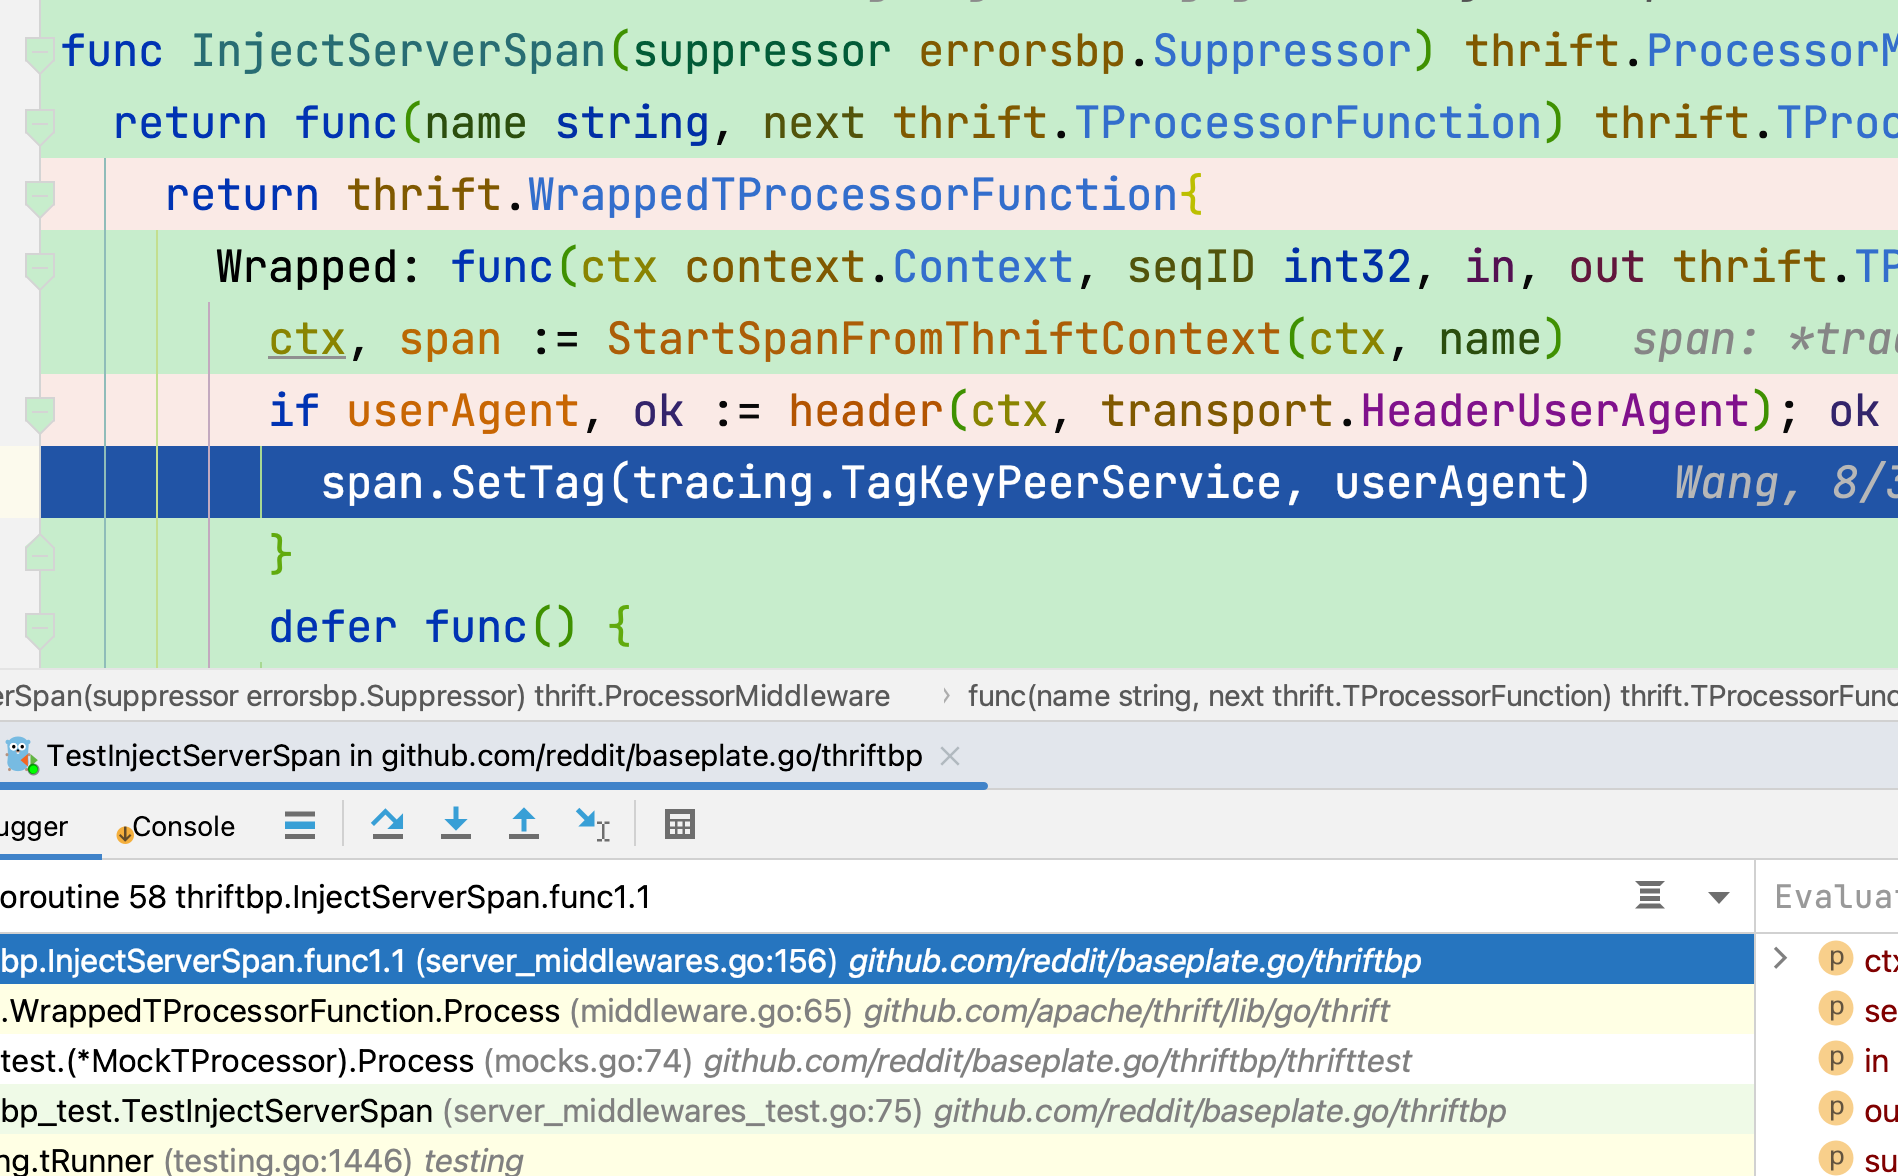 func InjectServerSpan(suppressor errorsbp.Suppressor) thrift.ProcessorM
return func(name string, next thrift.TProcessorFunction) thrift.TProc
return thrift.WrappedTProcessorFunction{
Wrapped: func(ctx context.Context, seqID int32, in, out thrift.TP
ctx, span := StartSpanFromThriftContext(ctx, name) span: *trac
if userAgent, ok := header(ctx, transport.HeaderUserAgent); ok
span.SetTag(tracing.TagKeyPeerService, userAgent) Wang, 8/3
}
defer func() {
erSpan(suppressor errorsbp.Suppressor) thrift.ProcessorMiddleware › func(name string, next thrift.TProcessorFunction) thrift.TProcessorFunc
TestInjectServerSpan in github.com/reddit/baseplate.go/thriftbp
ugger Console
oroutine 58 thriftbp.InjectServerSpan.func1.1
Evaluat
bp.InjectServerSpan.func1.1 (server_middlewares.go:156) github.com/reddit/baseplate.go/thriftbp
p ctx
.WrappedTProcessorFunction.Process (middleware.go:65) github.com/apache/thrift/lib/go/thrift
p se
test.(*MockTProcessor).Process (mocks.go:74) github.com/reddit/baseplate.go/thriftbp/thrifttest
p in
bp_test.TestInjectServerSpan (server_middlewares_test.go:75) github.com/reddit/baseplate.go/thriftbp
p ou
ng.tRunner (testing.go:1446) testing
p su